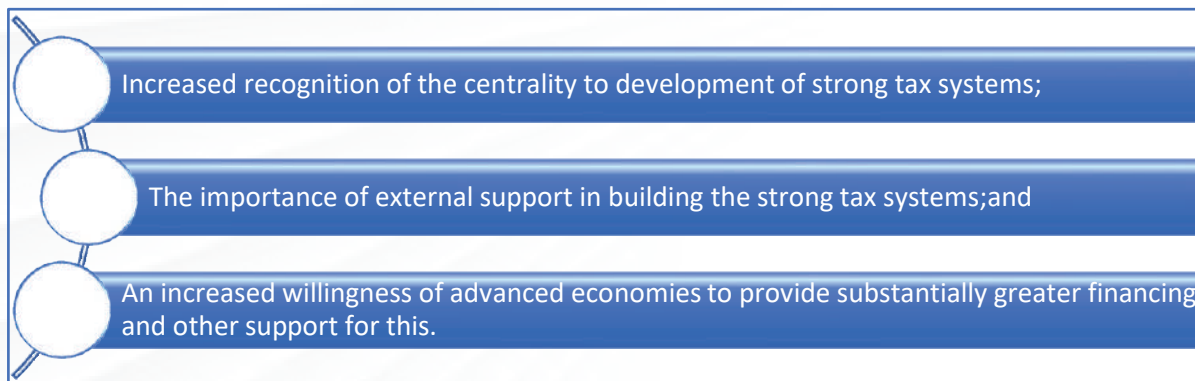 Increased recognition of the centrality to development of strong tax systems;
The importance of external support in building the strong tax systems;and
An increased willingness of advanced economies to provide substantially greater financing
and other support for this.